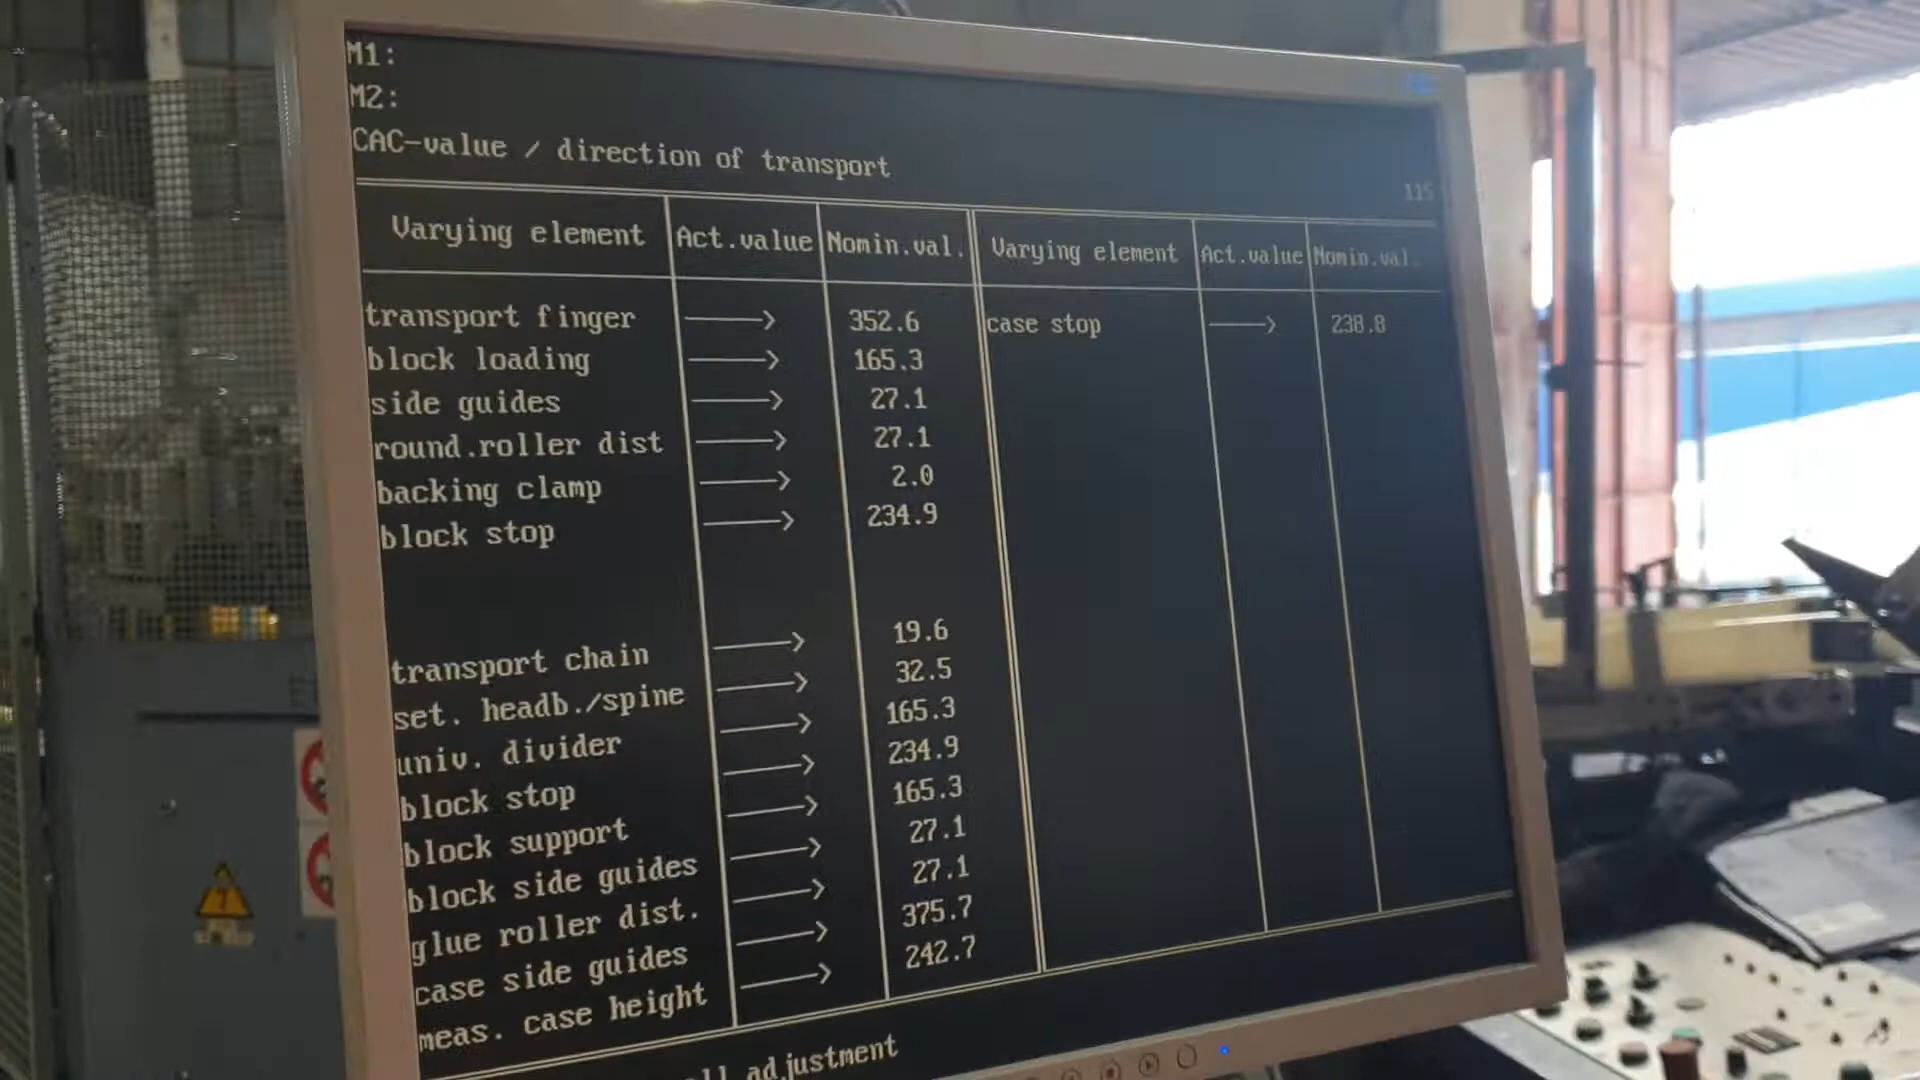 M1:
M2:
CAC-value / direction of transport
115
Varying element Act.value Nomin.val. Varying element Act.value Nomin.val.
transport finger ——> 352.6 case stop ——> 238.8
block loading ——> 165.3
side guides ——> 27.1
round.roller dist ——> 27.1
backing clamp ——> 2.0
block stop ——> 234.9
transport chain ——> 19.6
set. headb./spine ——> 32.5
univ. divider ——> 165.3
block stop ——> 234.9
block support ——> 165.3
block side guides ——> 27.1
glue roller dist. ——> 27.1
case side guides ——> 375.7
meas. case height ——> 242.7
adjustment